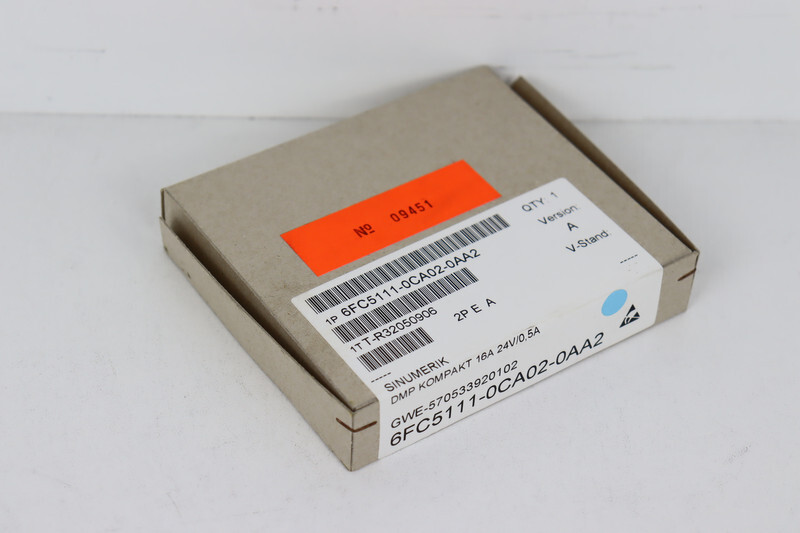 № 09451
1P 6FC5111-0CA02-0AA2
QTY 1
Version
A
1TT-R32050906
2P E A
V-Stand
-----
-----
SINUMERIK
DMP KOMPAKT 16A 24V/0.5A
GWE-570533920102
6FC5111-0CA02-0AA2